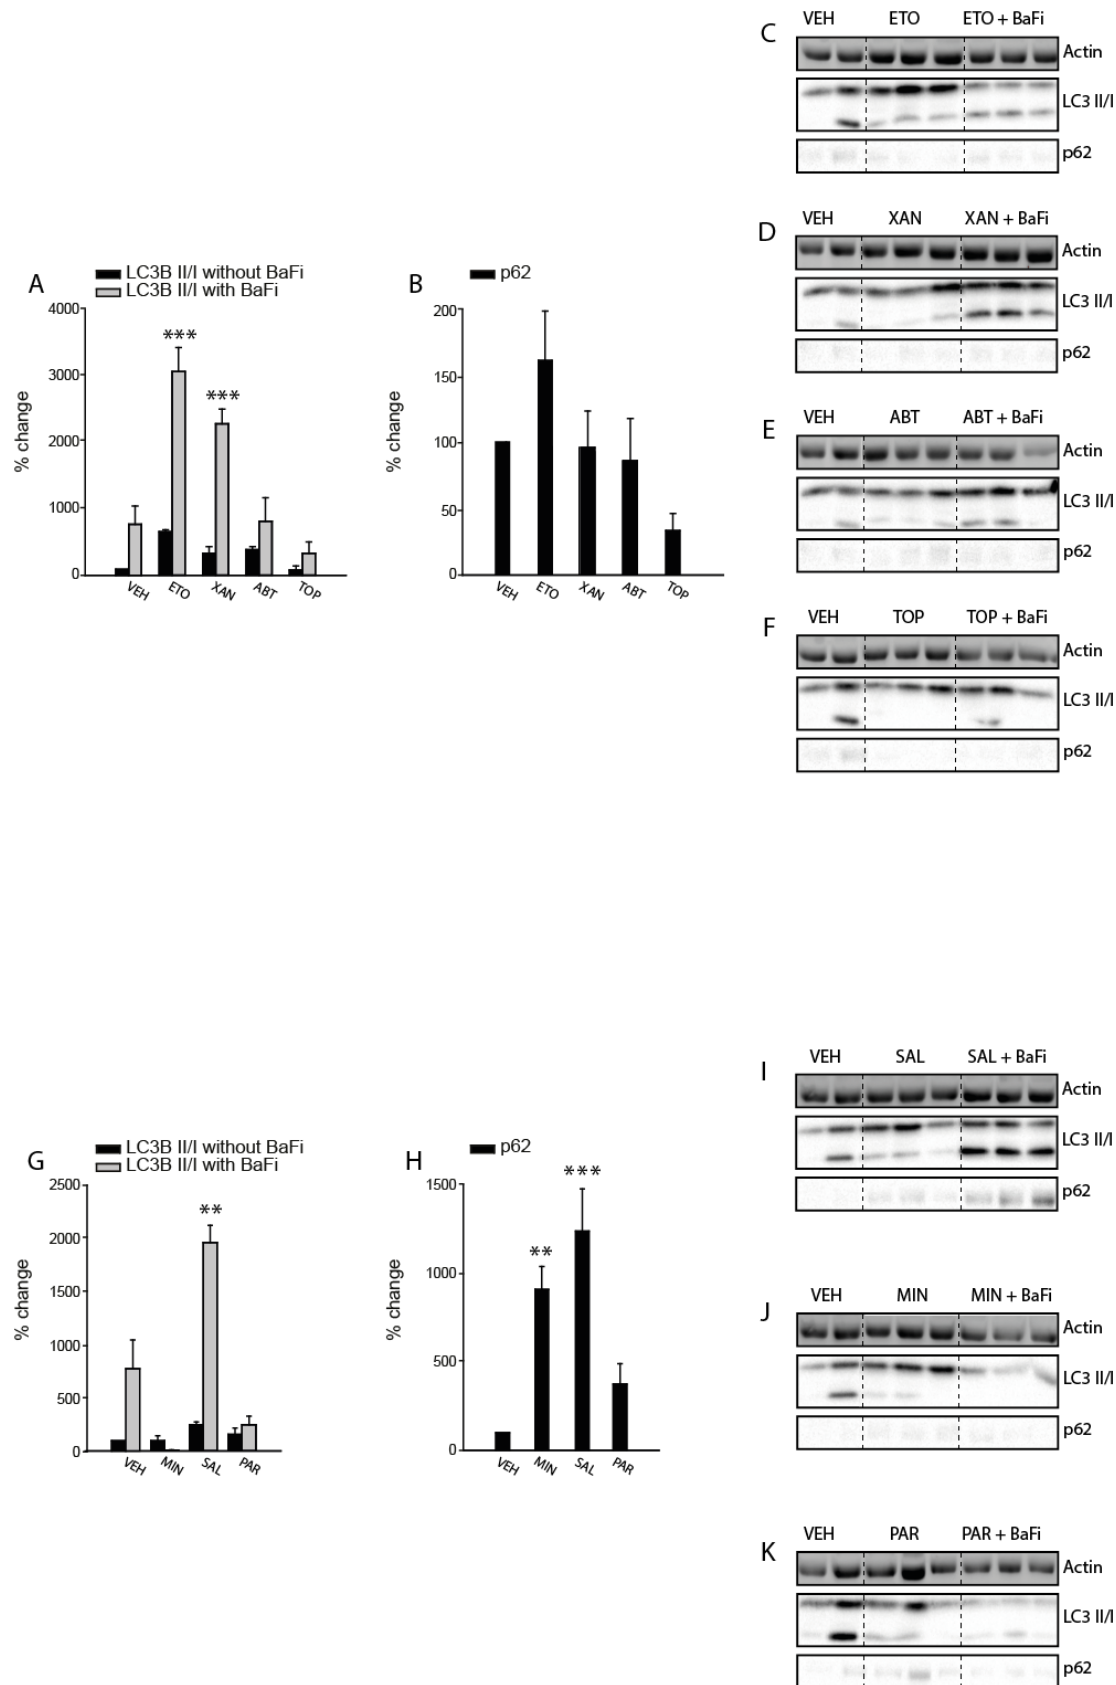 C
VEH ETO ETO + BaFi
Actin
LC3 II/I
p62
D
VEH XAN XAN + BaFi
Actin
LC3 II/I
p62
A
LC3B II/I without BaFi
LC3B II/I with BaFi
% change
4000
3000
2000
1000
0
***
***
VEH ETO XAN ABT TOP
B
p62
% change
200
150
100
50
0
VEH ETO XAN ABT TOP
E
VEH ABT ABT + BaFi
Actin
LC3 II/I
p62
F
VEH TOP TOP + BaFi
Actin
LC3 II/I
p62
G
LC3B II/I without BaFi
LC3B II/I with BaFi
% change
2500
2000
1500
1000
500
0
**
VEH MIN SAL PAR
H
p62
% change
1500
1000
500
0
**
***
VEH MIN SAL PAR
I
VEH SAL SAL + BaFi
Actin
LC3 II/I
p62
J
VEH MIN MIN + BaFi
Actin
LC3 II/I
p62
K
VEH PAR PAR + BaFi
Actin
LC3 II/I
p62